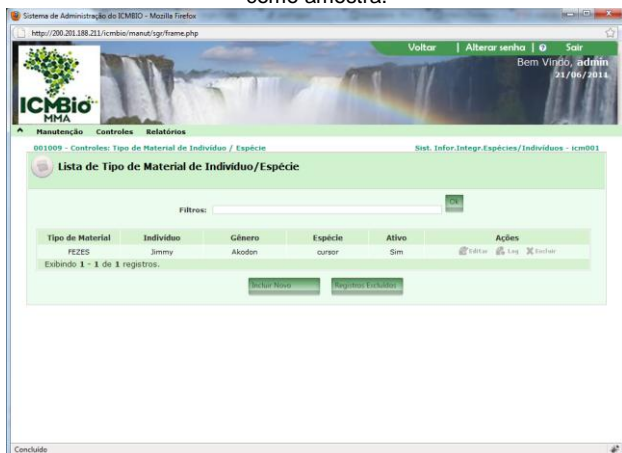 como amostra.
Sistema de Administração do ICMBIO - Mozilla Firefox
http://200.201.188.211/icmbio/manut/sgr/frame.php
Voltar | Alterar senha | Sair
Bem Vindo, admin
21/06/2011
ICMBio
MMA
Manutenção Controles Relatórios
001009 - Controles: Tipo de Material de Indivíduo / Espécie Sist. Infor.Integr.Espécies/Indivíduos - icm001
Lista de Tipo de Material de Indivíduo/Espécie
Filtros: Ok
Tipo de Material Indivíduo Gênero Espécie Ativo Ações
FEZES Jimmy Akodon cursor Sim Editar Log Excluir
Exibindo 1 - 1 de 1 registros.
Incluir Novo Registros Excluídos
Concluído